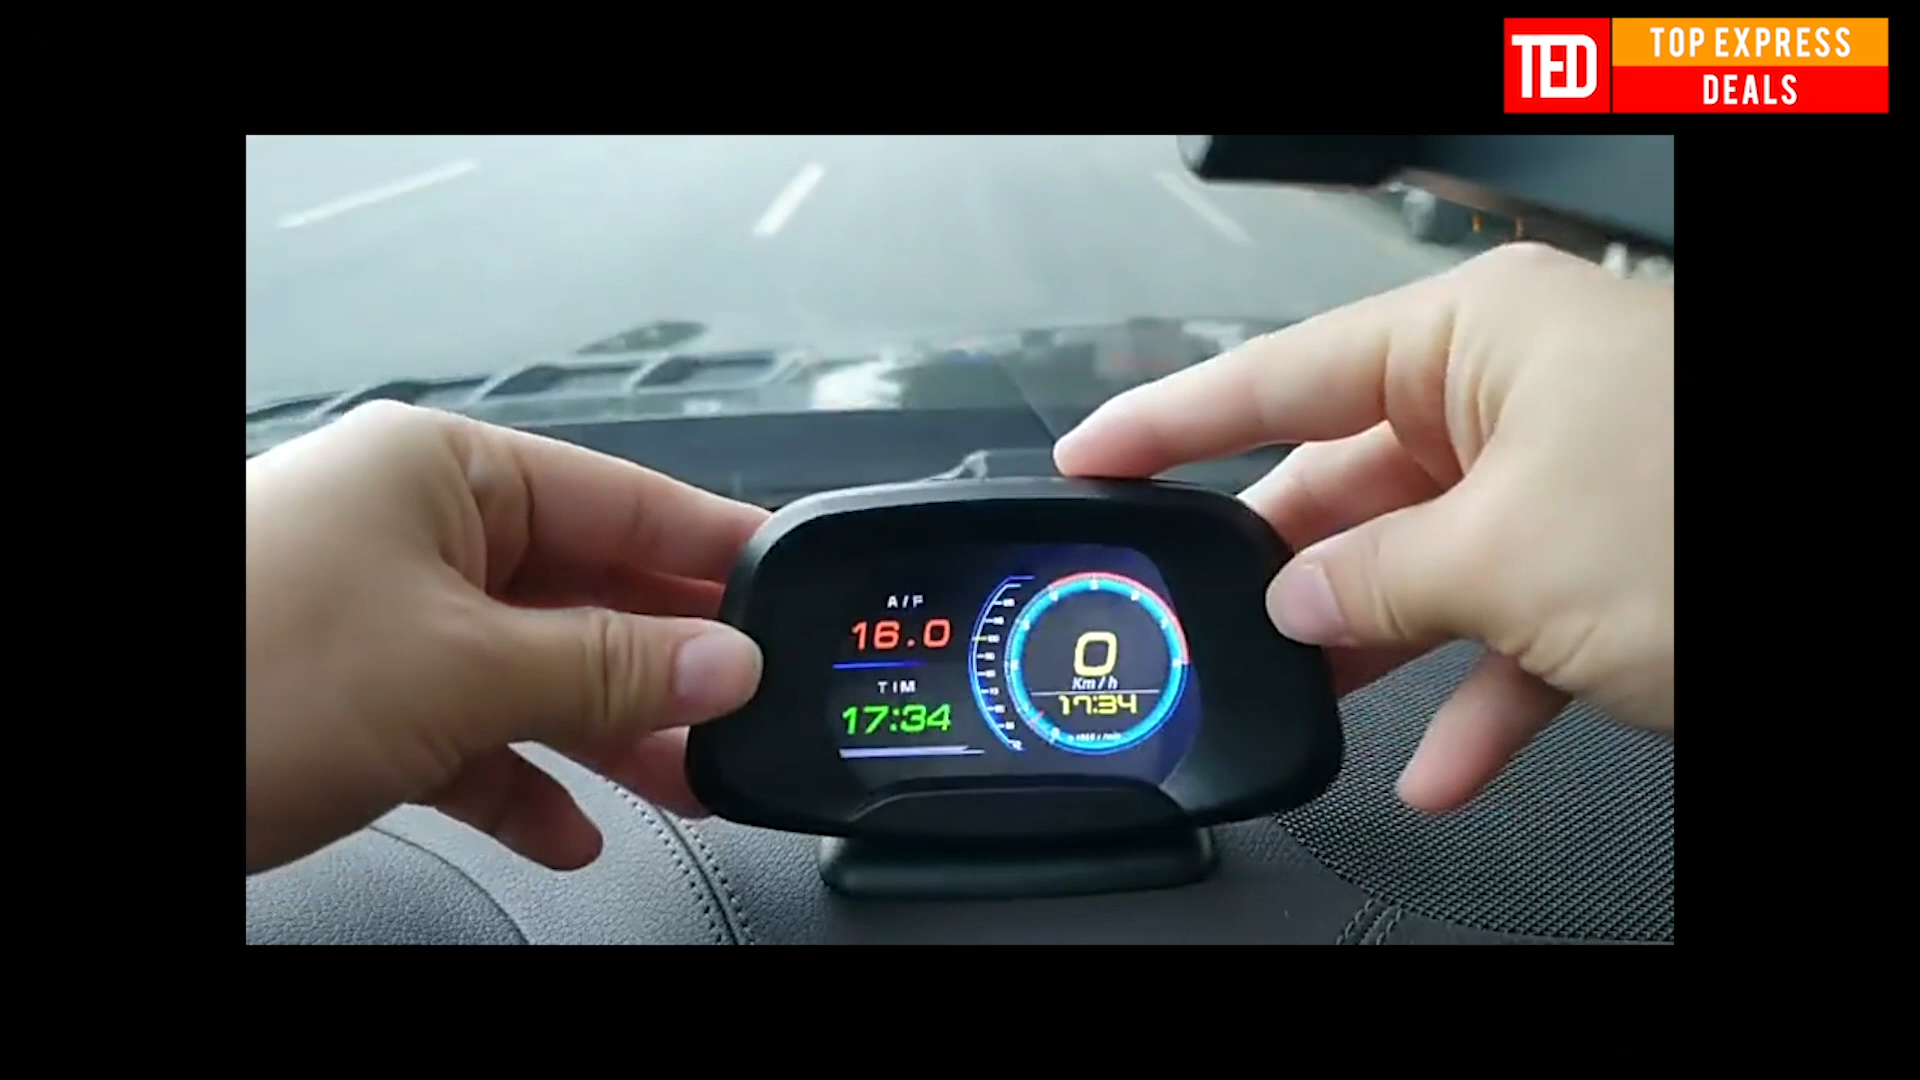 TED
TOP EXPRESS
DEALS
A/F
16.0
TIM
17:34
0
Km/h
17:34